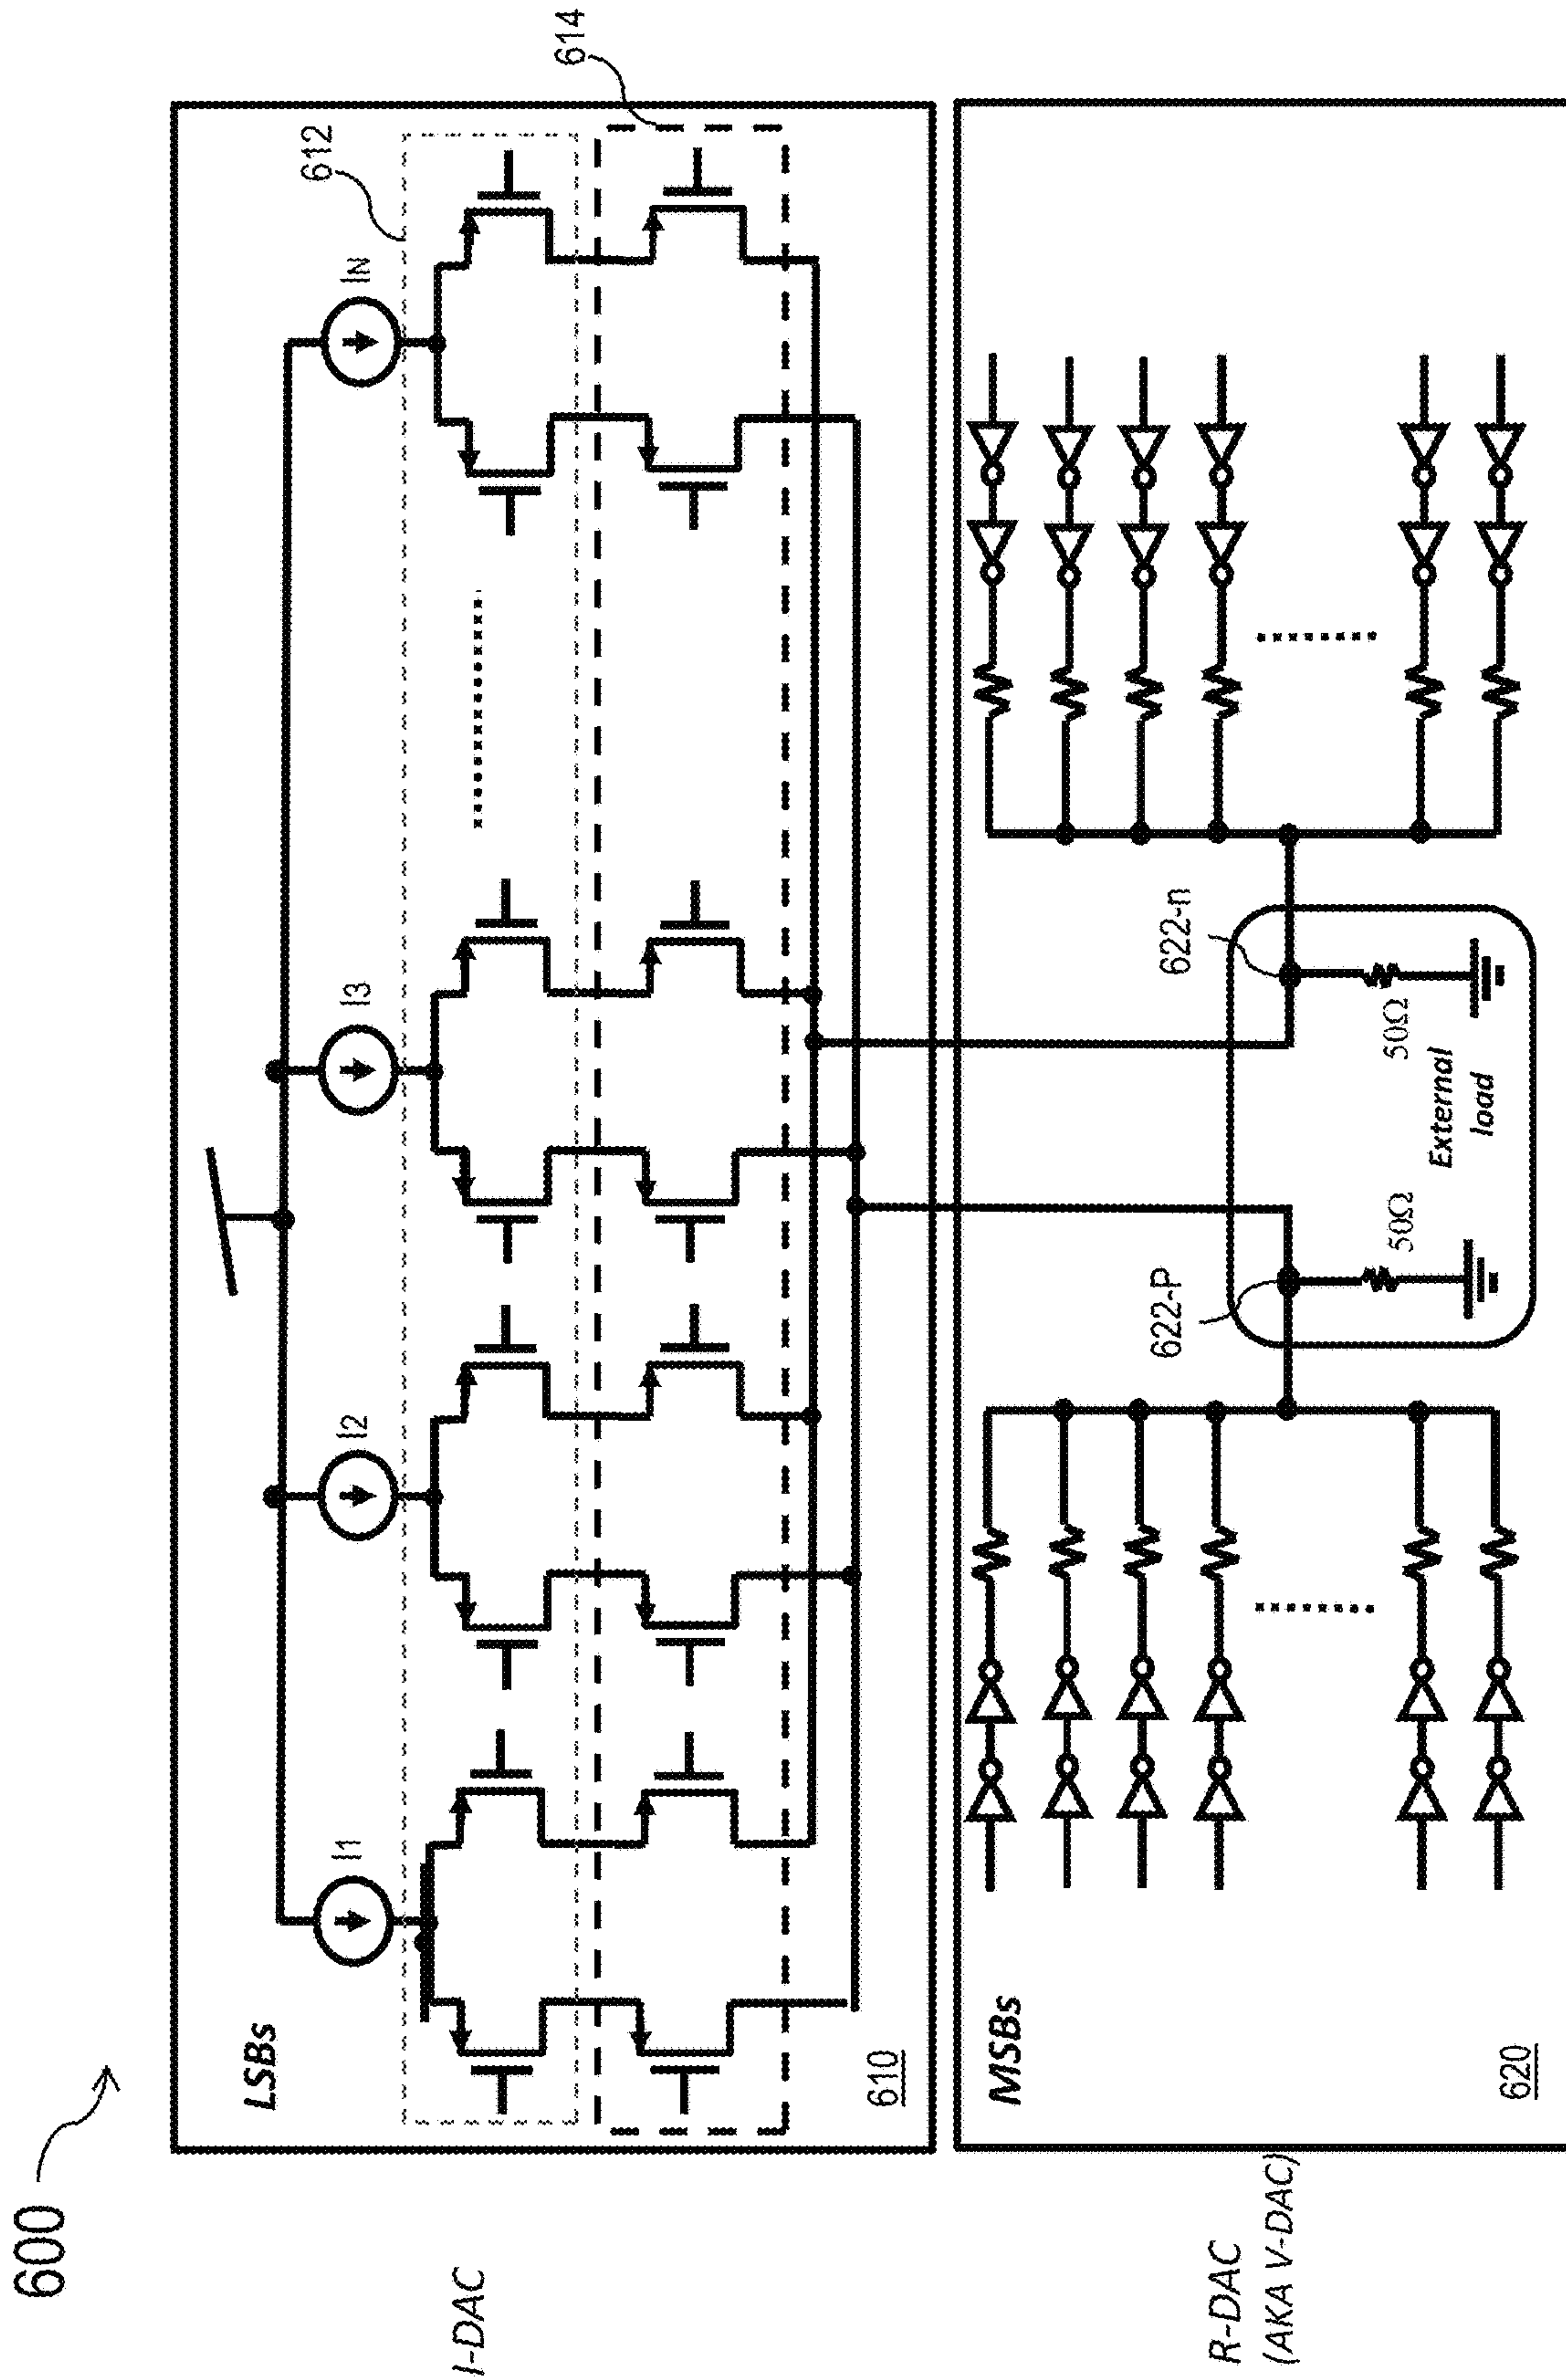 600
I-DAC
LSBs
I1
I2
I3
IN
612
614
610
R-DAC
(AKA V-DAC)
MSBs
622-P
622-n
50Ω
50Ω
External
load
620